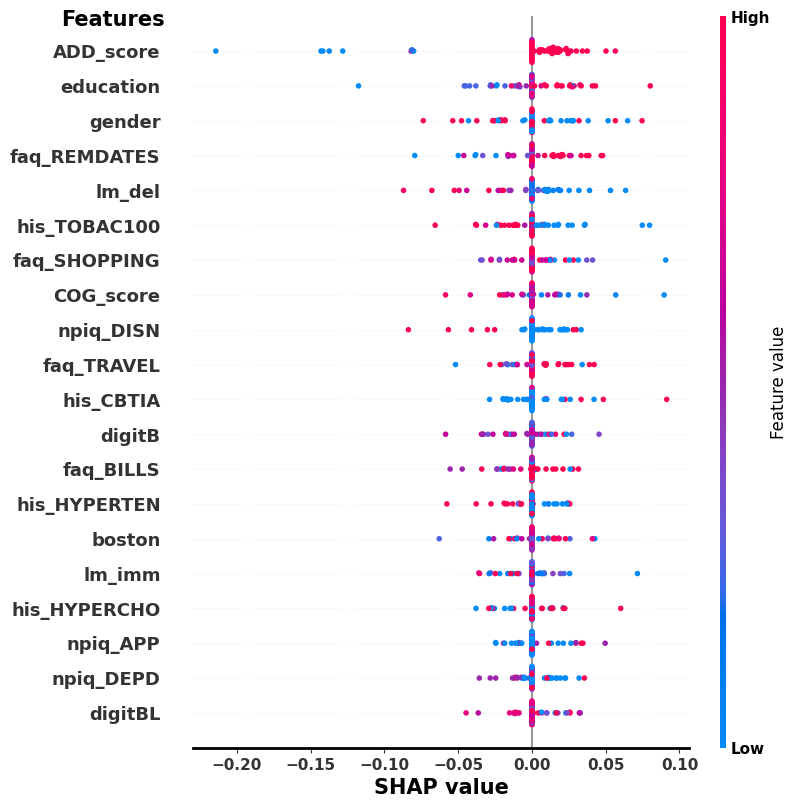 Features
High
ADD_score
education
gender
faq_REMDATES
lm_del
his_TOBAC100
faq_SHOPPING
COG_score
npiq_DISN
faq_TRAVEL
his_CBTIA
digitB
faq_BILLS
his_HYPERTEN
boston
lm_imm
his_HYPERCHO
npiq_APP
npiq_DEPD
digitBL
Feature value
Low
−0.20 −0.15 −0.10 −0.05 0.00 0.05 0.10
SHAP value